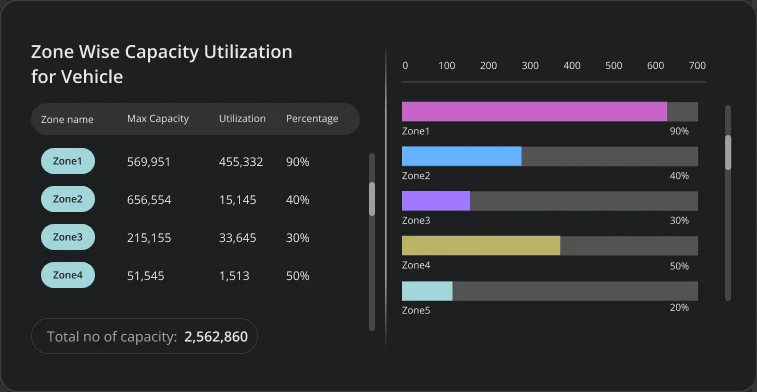 Zone Wise Capacity Utilization
for Vehicle
Zone name Max Capacity Utilization Percentage
Zone1 569,951 455,332 90%
Zone2 656,554 15,145 40%
Zone3 215,155 33,645 30%
Zone4 51,545 1,513 50%
Total no of capacity: 2,562,860
0 100 200 300 400 500 600 700
Zone1 90%
Zone2 40%
Zone3 30%
Zone4 50%
Zone5 20%